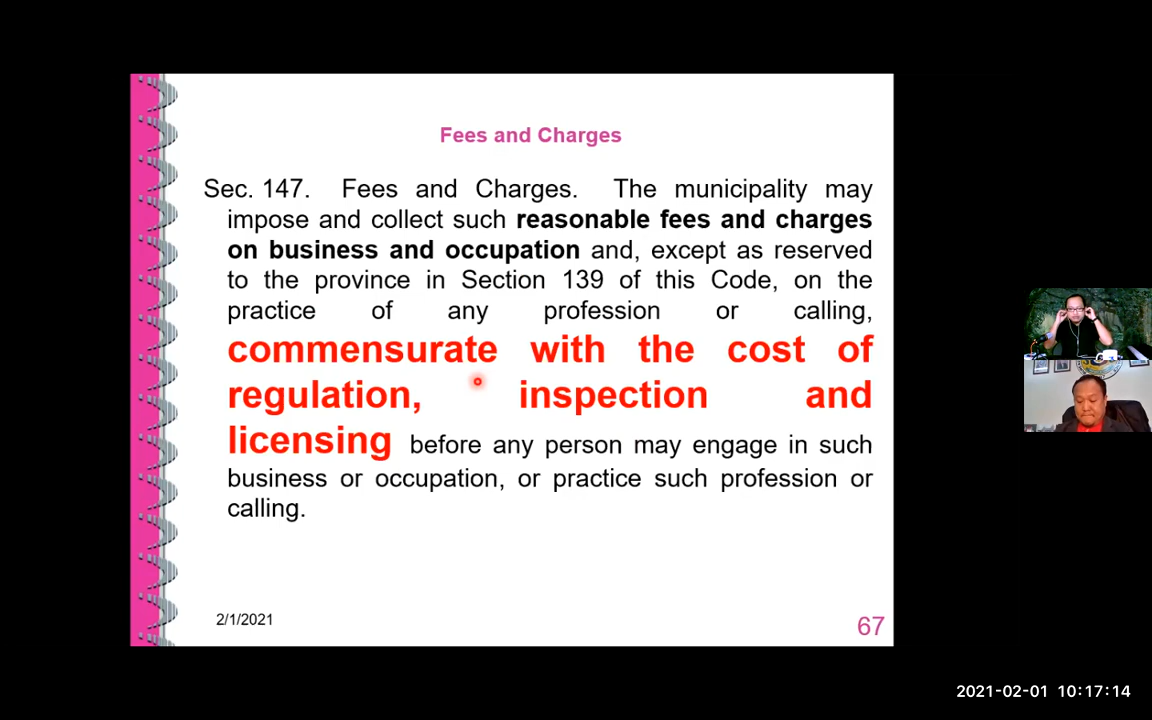 Fees and Charges
Sec. 147. Fees and Charges. The municipality may
impose and collect such reasonable fees and charges
on business and occupation and, except as reserved
to the province in Section 139 of this Code, on the
practice of any profession or calling,
commensurate with the cost of
regulation, inspection and
licensing before any person may engage in such
business or occupation, or practice such profession or
calling.
2/1/2021
67
2021-02-01 10:17:14